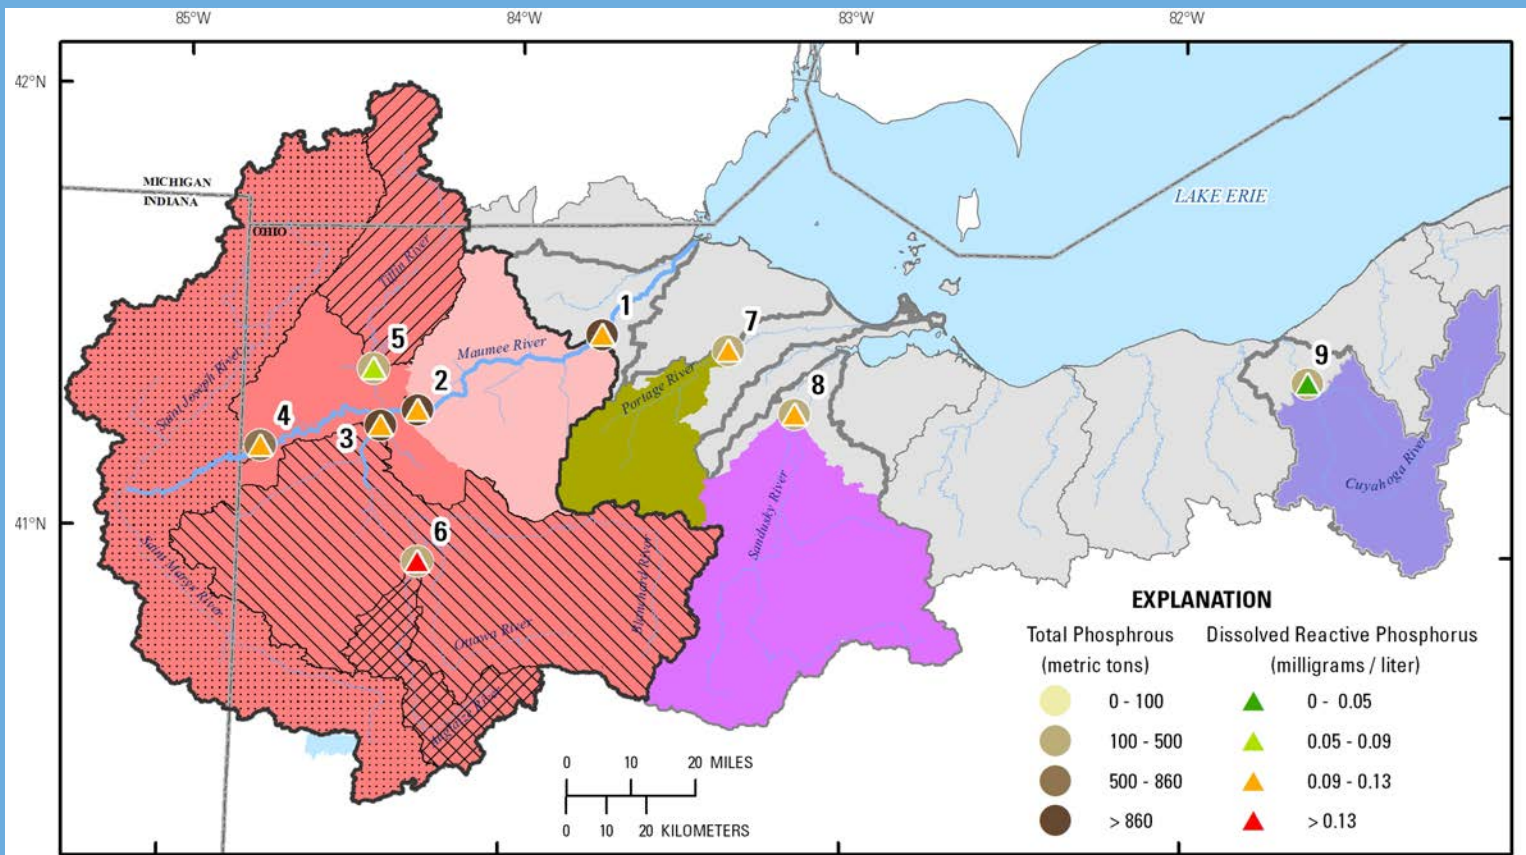 85°W
84°W
83°W
82°W
42°N
41°N
MICHIGAN
INDIANA
OHIO
LAKE ERIE
Tiffin River
Saint Joseph River
Maumee River
Portage River
Sandusky River
Cuyahoga River
Saint Marys River
Ottawa River
Blanchard River
Auglaize River
1
2
3
4
5
6
7
8
9
EXPLANATION
Total Phosphrous
(metric tons)
0 - 100
100 - 500
500 - 860
> 860
Dissolved Reactive Phosphorus
(milligrams / liter)
0 - 0.05
0.05 - 0.09
0.09 - 0.13
> 0.13
0 10 20 MILES
0 10 20 KILOMETERS